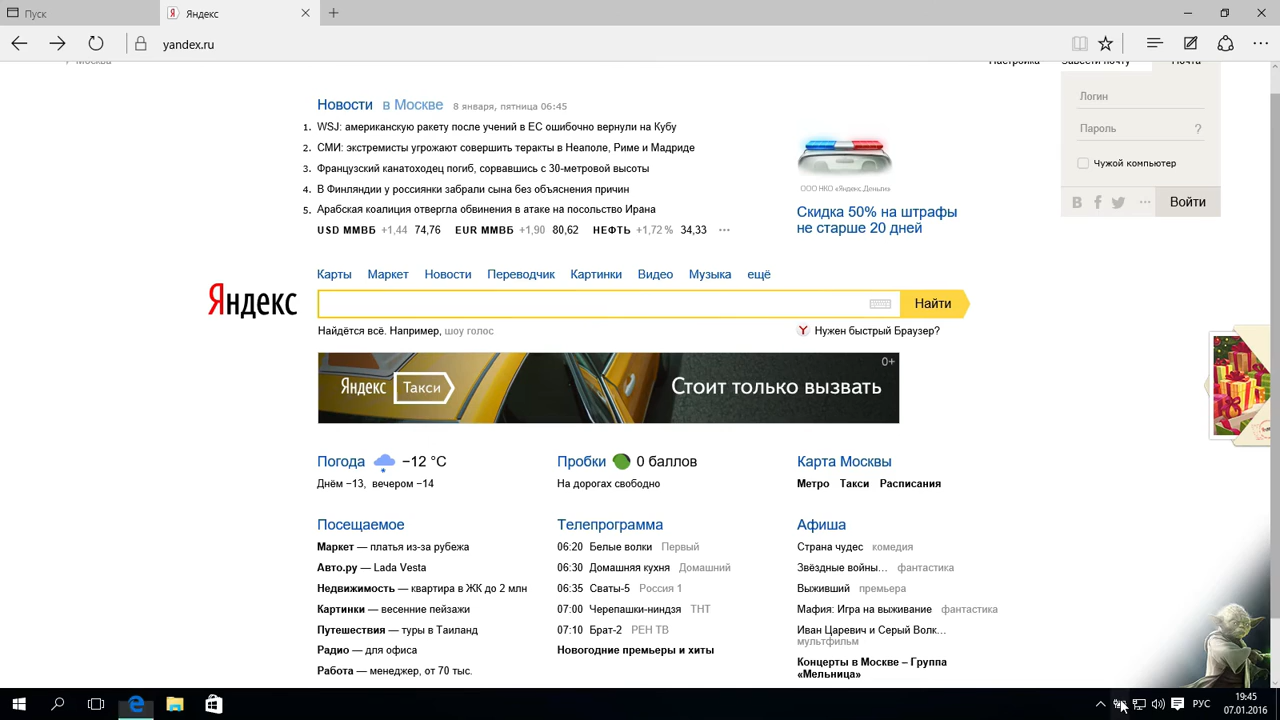 Пуск
Яндекс
yandex.ru
Москва
Настройка Завести почту Почта
Новости в Москве 8 января, пятница 06:45
1. WSJ: американскую ракету после учений в ЕС ошибочно вернули на Кубу
2. СМИ: экстремисты угрожают совершить теракты в Неаполе, Риме и Мадриде
3. Французский канатоходец погиб, сорвавшись с 30-метровой высоты
4. В Финляндии у россиянки забрали сына без объяснения причин
5. Арабская коалиция отвергла обвинения в атаке на посольство Ирана
USD ММВБ +1,44 74,76 EUR ММВБ +1,90 80,62 НЕФТЬ +1,72 % 34,33 •••
ООО НКО «Яндекс.Деньги»
Скидка 50% на штрафы
не старше 20 дней
Логин
Пароль ?
Чужой компьютер
В f ••• Войти
Карты Маркет Новости Переводчик Картинки Видео Музыка ещё
Яндекс
Найти
Найдётся всё. Например, шоу голос
Y Нужен быстрый Браузер?
Яндекс Такси
Стоит только вызвать
0+
Погода −12 °C
Днём −13, вечером −14
Пробки 0 баллов
На дорогах свободно
Карта Москвы
Метро Такси Расписания
Посещаемое
Маркет — платья из-за рубежа
Авто.ру — Lada Vesta
Недвижимость — квартира в ЖК до 2 млн
Картинки — весенние пейзажи
Путешествия — туры в Таиланд
Радио — для офиса
Работа — менеджер, от 70 тыс.
Телепрограмма
06:20 Белые волки Первый
06:30 Домашняя кухня Домашний
06:35 Сваты-5 Россия 1
07:00 Черепашки-ниндзя ТНТ
07:10 Брат-2 РЕН ТВ
Новогодние премьеры и хиты
Афиша
Страна чудес комедия
Звёздные войны... фантастика
Выживший премьера
Мафия: Игра на выживание фантастика
Иван Царевич и Серый Волк...
мультфильм
Концерты в Москве – Группа
«Мельница»
РУС
19:45
07.01.2016